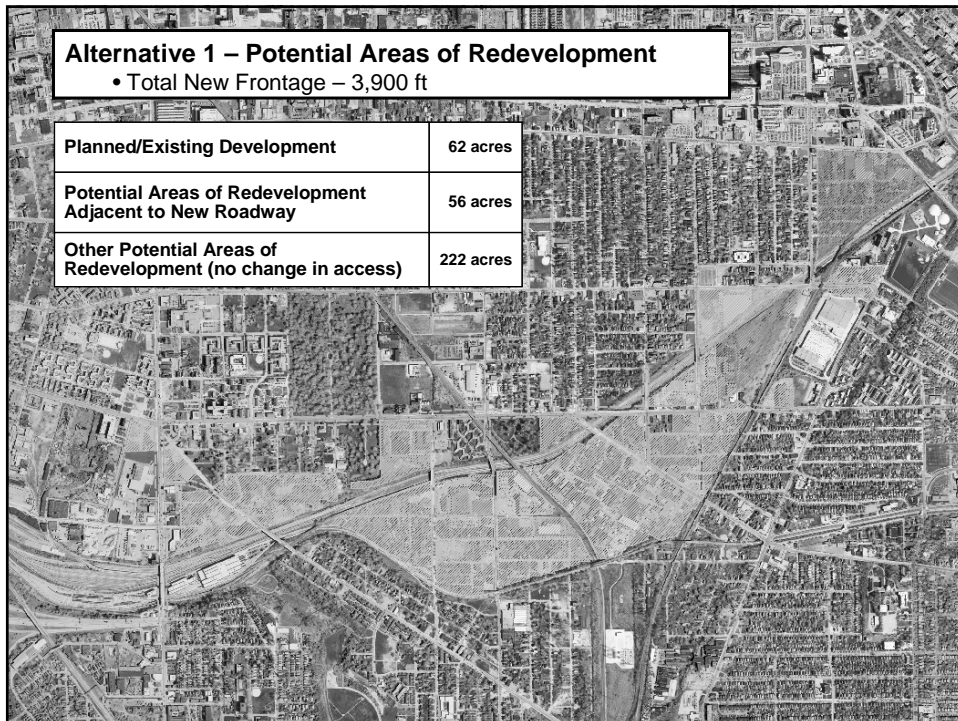 Alternative 1 – Potential Areas of Redevelopment
• Total New Frontage – 3,900 ft
Planned/Existing Development 62 acres
Potential Areas of Redevelopment
Adjacent to New Roadway 56 acres
Other Potential Areas of
Redevelopment (no change in access) 222 acres